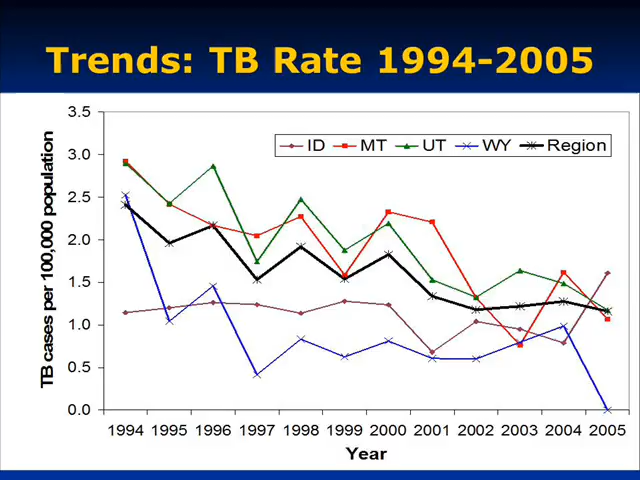 Trends: TB Rate 1994-2005
TB cases per 100,000 population
3.5
3.0
2.5
2.0
1.5
1.0
0.5
0.0
ID MT UT WY Region
1994 1995 1996 1997 1998 1999 2000 2001 2002 2003 2004 2005
Year